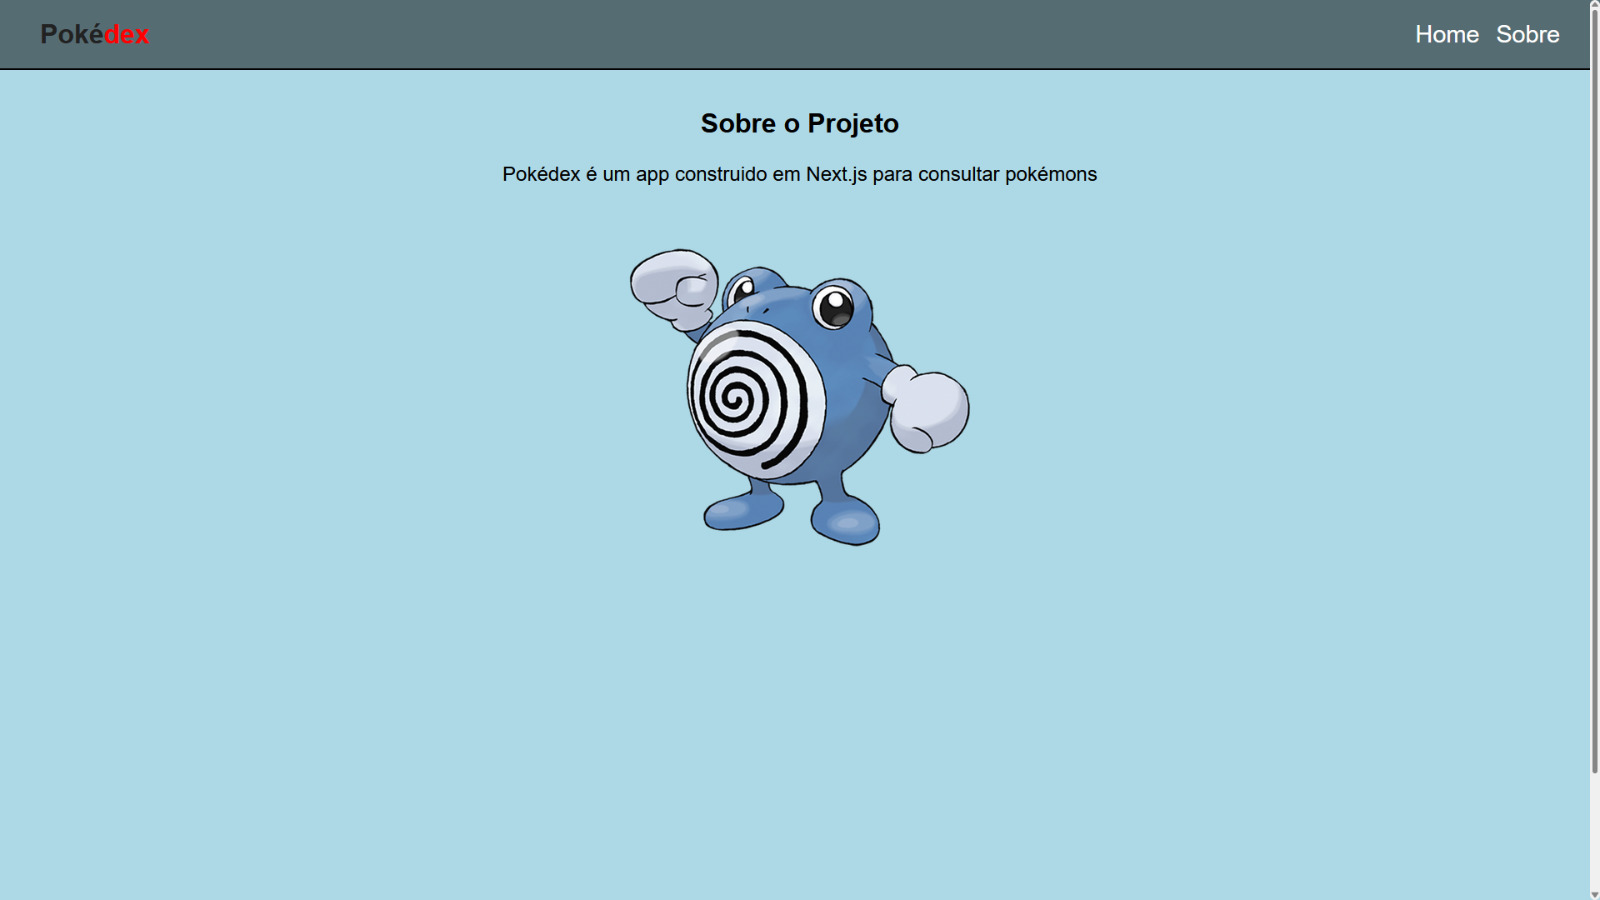 Pokédex
Home Sobre
Sobre o Projeto
Pokédex é um app construido em Next.js para consultar pokémons